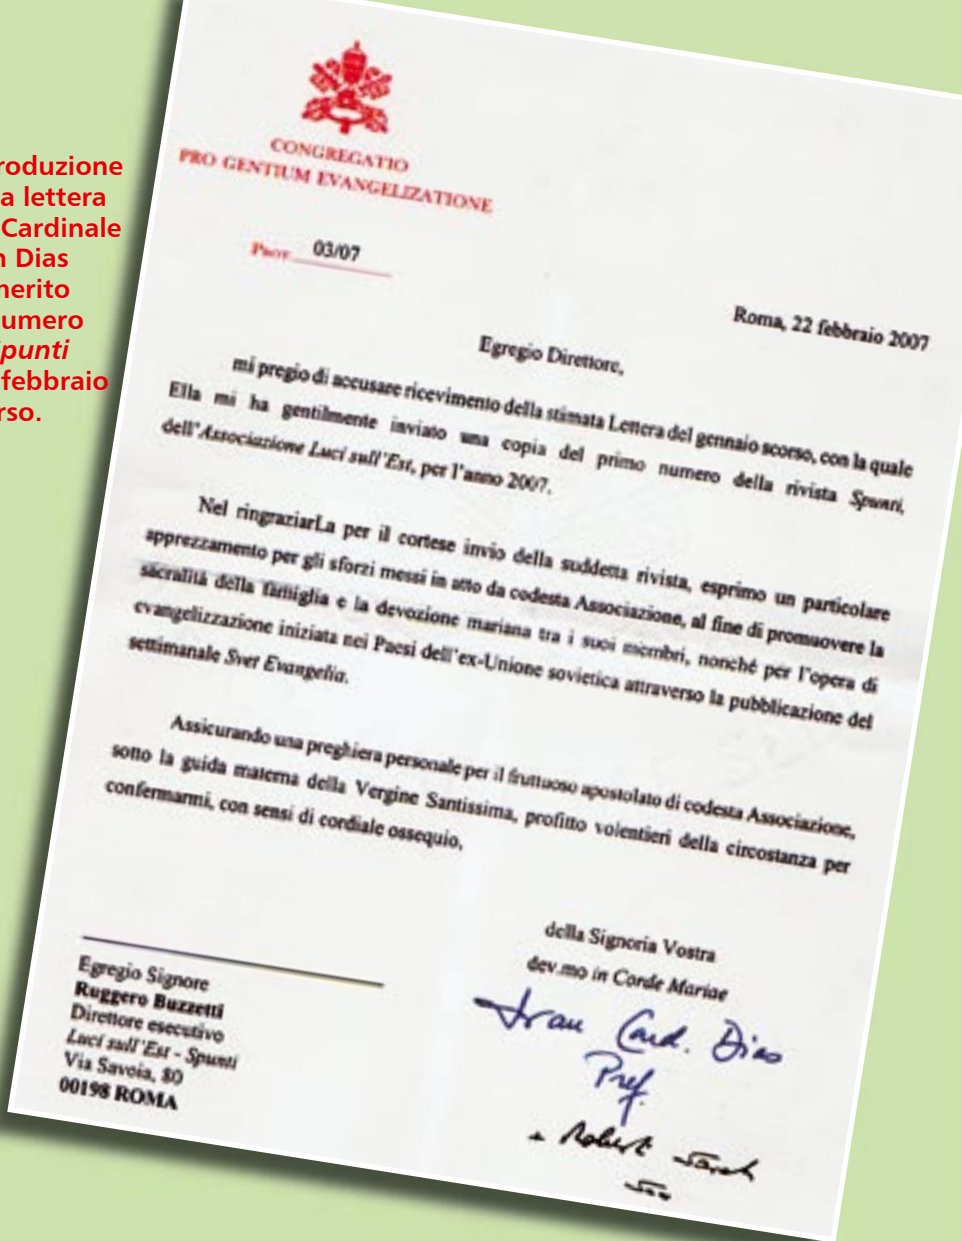 roduzione
a lettera
Cardinale
n Dias
merito
umero
punti
febbraio
rso.
CONGREGATIO
PRO GENTIUM EVANGELIZATIONE
PROT. 03/07
Roma, 22 febbraio 2007
Egregio Direttore,
mi pregio di accusare ricevimento della stimata Lettera del gennaio scorso, con la quale
Ella mi ha gentilmente inviato una copia del primo numero della rivista Spunti,
dell'Associazione Luci sull'Est, per l'anno 2007.
Nel ringraziarLa per il cortese invio della suddetta rivista, esprimo un particolare
apprezzamento per gli sforzi messi in atto da codesta Associazione, al fine di promuovere la
sacralità della famiglia e la devozione mariana tra i suoi membri, nonché per l'opera di
evangelizzazione iniziata nei Paesi dell'ex-Unione sovietica attraverso la pubblicazione del
settimanale Svet Evangelia.
Assicurando una preghiera personale per il fruttuoso apostolato di codesta Associazione,
sotto la guida materna della Vergine Santissima, profitto volentieri della circostanza per
confermarmi, con sensi di cordiale ossequio,
della Signoria Vostra
dev.mo in Corde Mariae
Ivan Card. Dias
Pref.
+ Robert Sarah
Egregio Signore
Ruggero Buzzetti
Direttore esecutivo
Luci sull'Est - Spunti
Via Savoia, 80
00198 ROMA